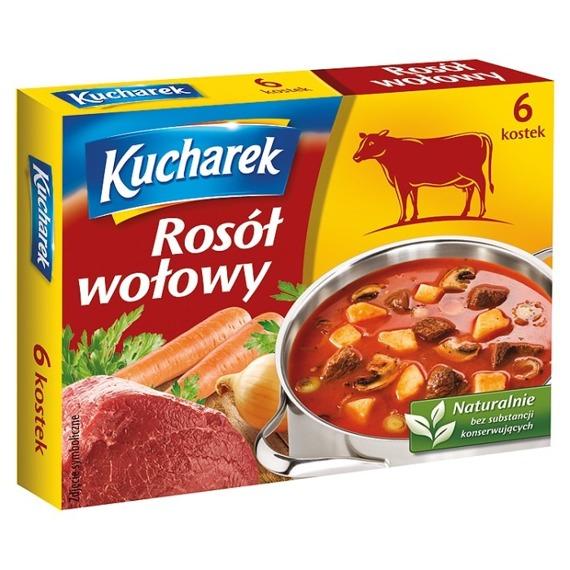 Kucharek
6
kostek
Rosół
wołowy
6
kostek
Kucharek
Rosół
wołowy
Kucharek
6 kostek
Zdjęcie symboliczne
Naturalnie
bez substancji
konserwujących